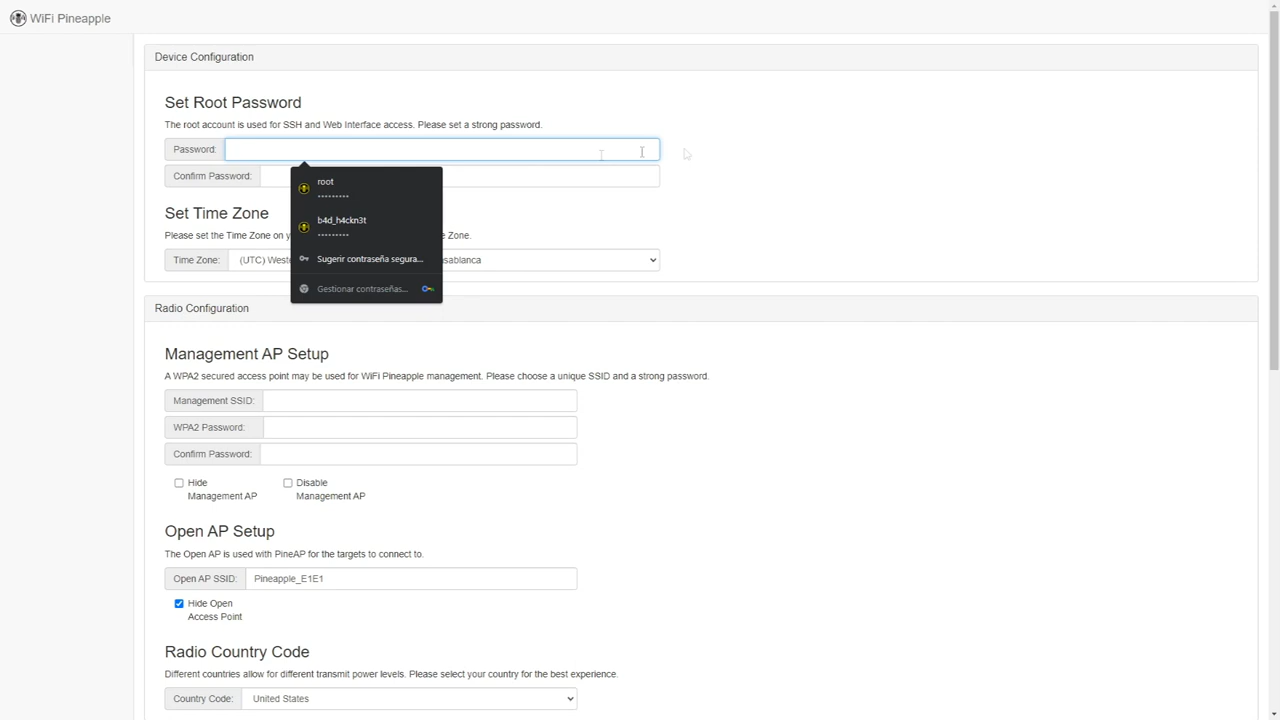 WiFi Pineapple
Device Configuration
Set Root Password
The root account is used for SSH and Web Interface access. Please set a strong password.
Password:
Confirm Password:
root
•••••••••
b4d_h4ckn3t
•••••••••
Sugerir contraseña segura...
Gestionar contraseñas...
Set Time Zone
Please set the Time Zone on y
e Zone.
Time Zone:
(UTC) West
asablanca
Radio Configuration
Management AP Setup
A WPA2 secured access point may be used for WiFi Pineapple management. Please choose a unique SSID and a strong password.
Management SSID:
WPA2 Password:
Confirm Password:
Hide
Management AP
Disable
Management AP
Open AP Setup
The Open AP is used with PineAP for the targets to connect to.
Open AP SSID: Pineapple_E1E1
Hide Open
Access Point
Radio Country Code
Different countries allow for different transmit power levels. Please select your country for the best experience.
Country Code: United States